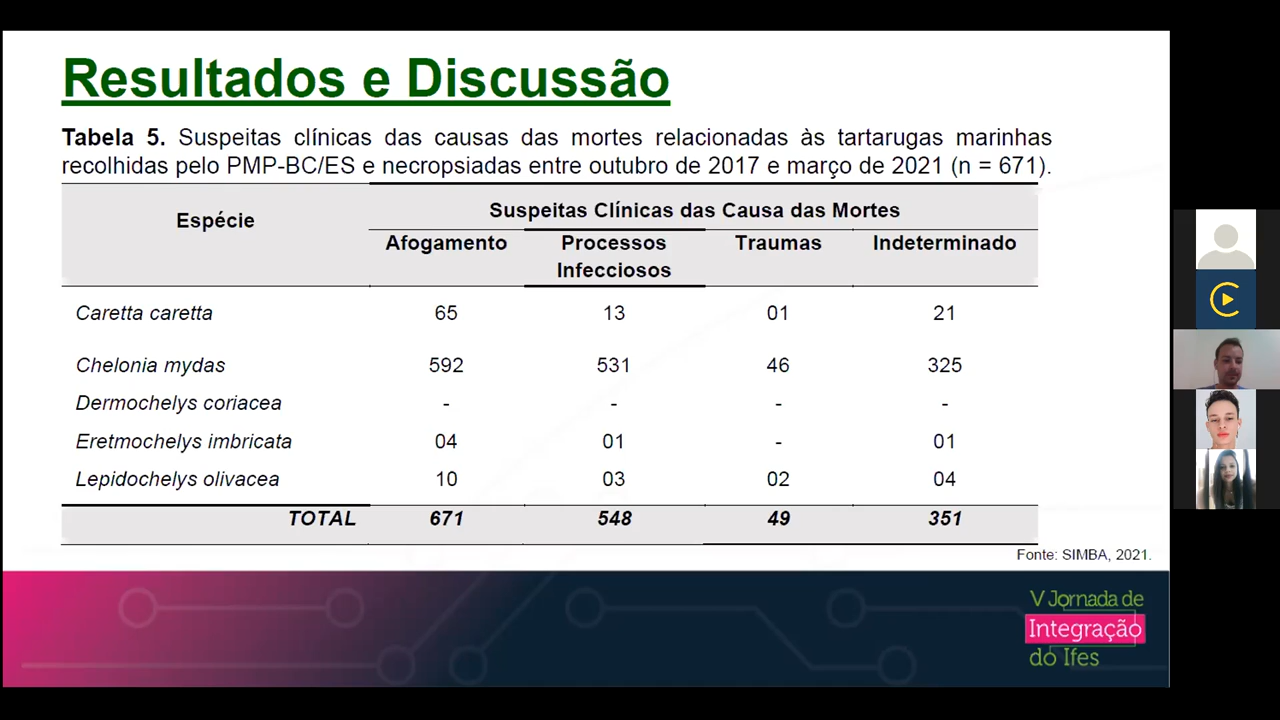 Resultados e Discussão
Tabela 5. Suspeitas clínicas das causas das mortes relacionadas às tartarugas marinhas
recolhidas pelo PMP-BC/ES e necropsiadas entre outubro de 2017 e março de 2021 (n = 671).
Espécie
Suspeitas Clínicas das Causa das Mortes
Afogamento Processos Infecciosos Traumas Indeterminado
Caretta caretta 65 13 01 21
Chelonia mydas 592 531 46 325
Dermochelys coriacea - - - -
Eretmochelys imbricata 04 01 - 01
Lepidochelys olivacea 10 03 02 04
TOTAL 671 548 49 351
Fonte: SIMBA, 2021.
V Jornada de
Integração
do Ifes